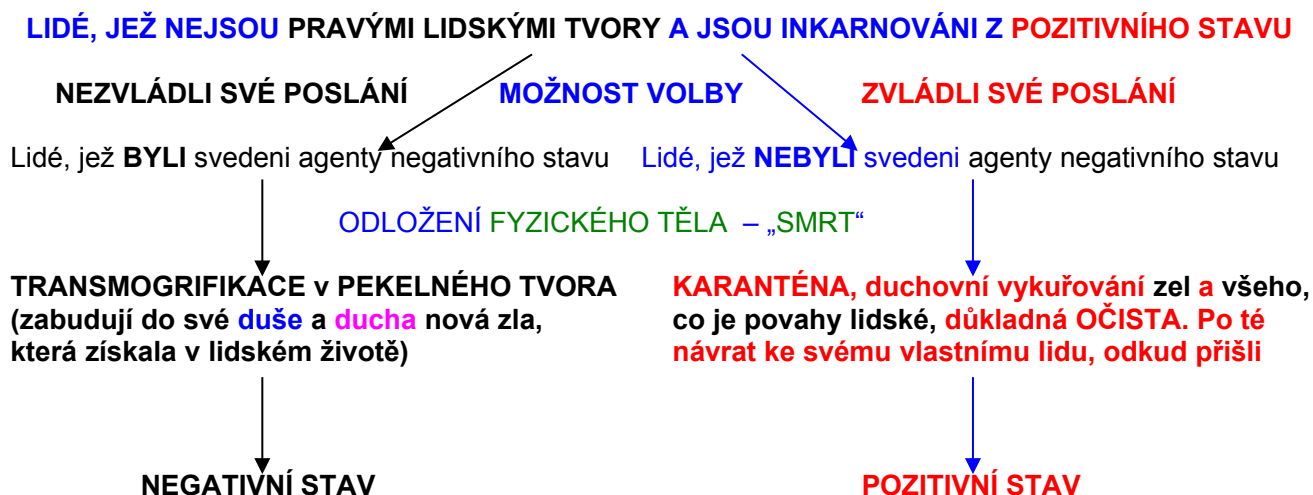 LIDÉ, JEŽ NEJSOU PRAVÝMI LIDSKÝMI TVORY A JSOU INKARNOVÁNI Z POZITIVNÍHO STAVU
NEZVLÁDLI SVÉ POSLÁNÍ MOŽNOST VOLBY ZVLÁDLI SVÉ POSLÁNÍ
Lidé, jež BYLI svedeni agenty negativního stavu Lidé, jež NEBYLI svedeni agenty negativního stavu
ODLOŽENÍ FYZICKÉHO TĚLA – „SMRT“
TRANSMOGRIFIKACE v PEKELNÉHO TVORA
(zabudují do své duše a ducha nová zla,
která získala v lidském životě)
KARANTÉNA, duchovní vykuřování zel a všeho,
co je povahy lidské, důkladná OČISTA. Po té
návrat ke svému vlastnímu lidu, odkud přišli
NEGATIVNÍ STAV POZITIVNÍ STAV